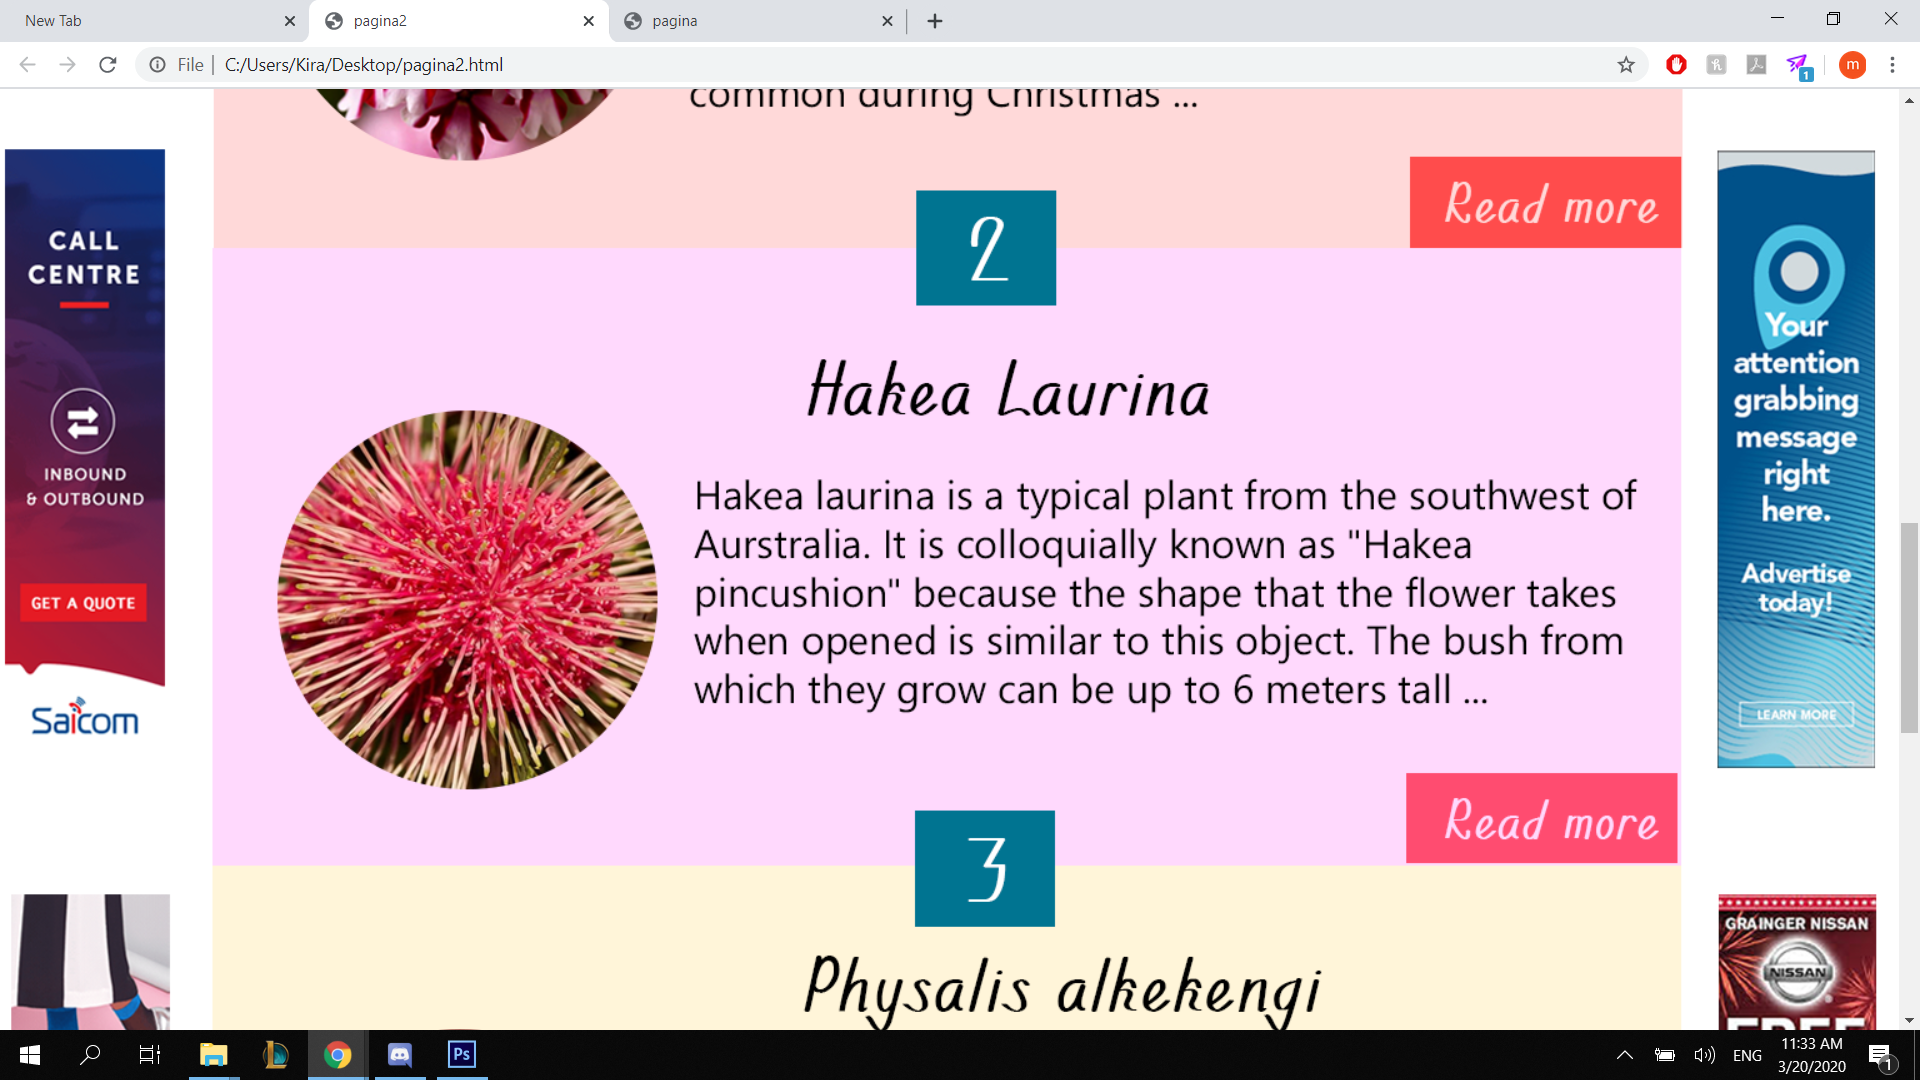 New Tab
pagina2
pagina
File
C:/Users/Kira/Desktop/pagina2.html
1
m
common during Christmas ...
Read more
2
Hakea Laurina
Hakea laurina is a typical plant from the southwest of
Aurstralia. It is colloquially known as "Hakea
pincushion" because the shape that the flower takes
when opened is similar to this object. The bush from
which they grow can be up to 6 meters tall ...
Read more
3
Physalis alkekengi
CALL
CENTRE
INBOUND
& OUTBOUND
GET A QUOTE
Saicom
Your
attention
grabbing
message
right
here.
Advertise
today!
LEARN MORE
GRAINGER NISSAN
NISSAN
FREE
Ps
ENG
11:33 AM
3/20/2020
1